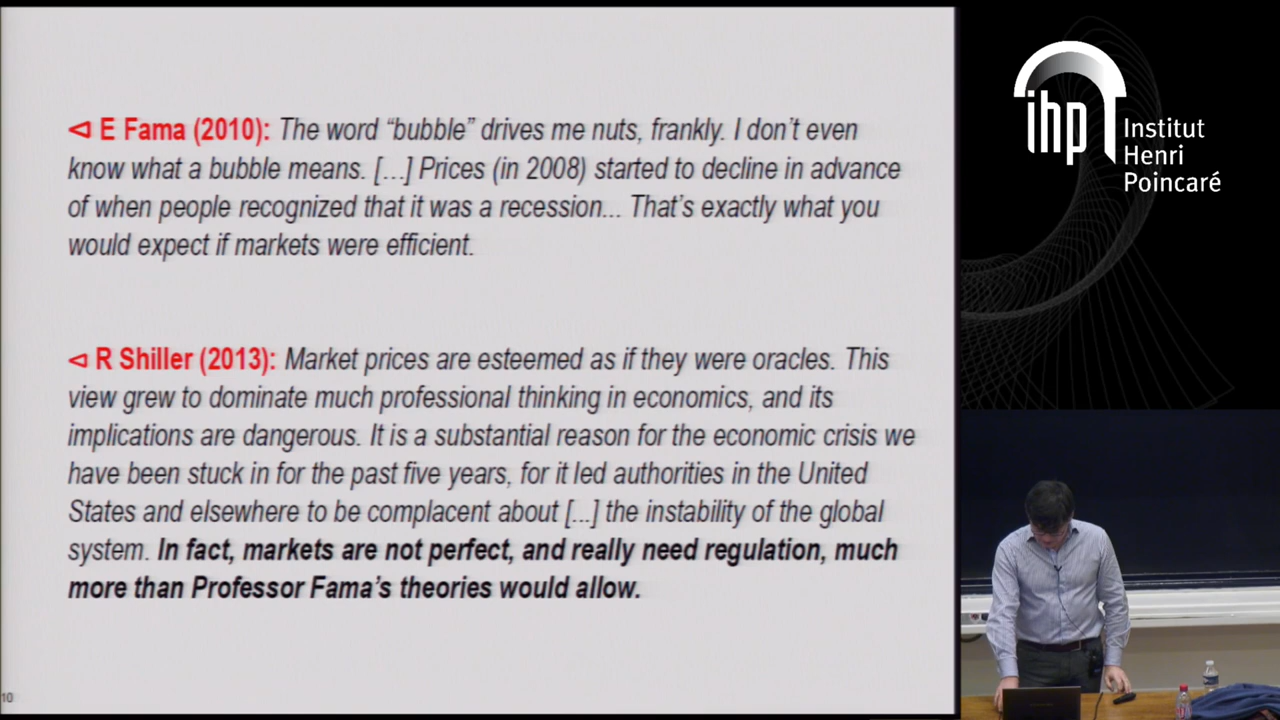 ⊲ E Fama (2010): The word “bubble” drives me nuts, frankly. I don’t even
know what a bubble means. […] Prices (in 2008) started to decline in advance
of when people recognized that it was a recession... That’s exactly what you
would expect if markets were efficient.
⊲ R Shiller (2013): Market prices are esteemed as if they were oracles. This
view grew to dominate much professional thinking in economics, and its
implications are dangerous. It is a substantial reason for the economic crisis we
have been stuck in for the past five years, for it led authorities in the United
States and elsewhere to be complacent about [...] the instability of the global
system. In fact, markets are not perfect, and really need regulation, much
more than Professor Fama’s theories would allow.
10
ihp
Institut
Henri
Poincaré